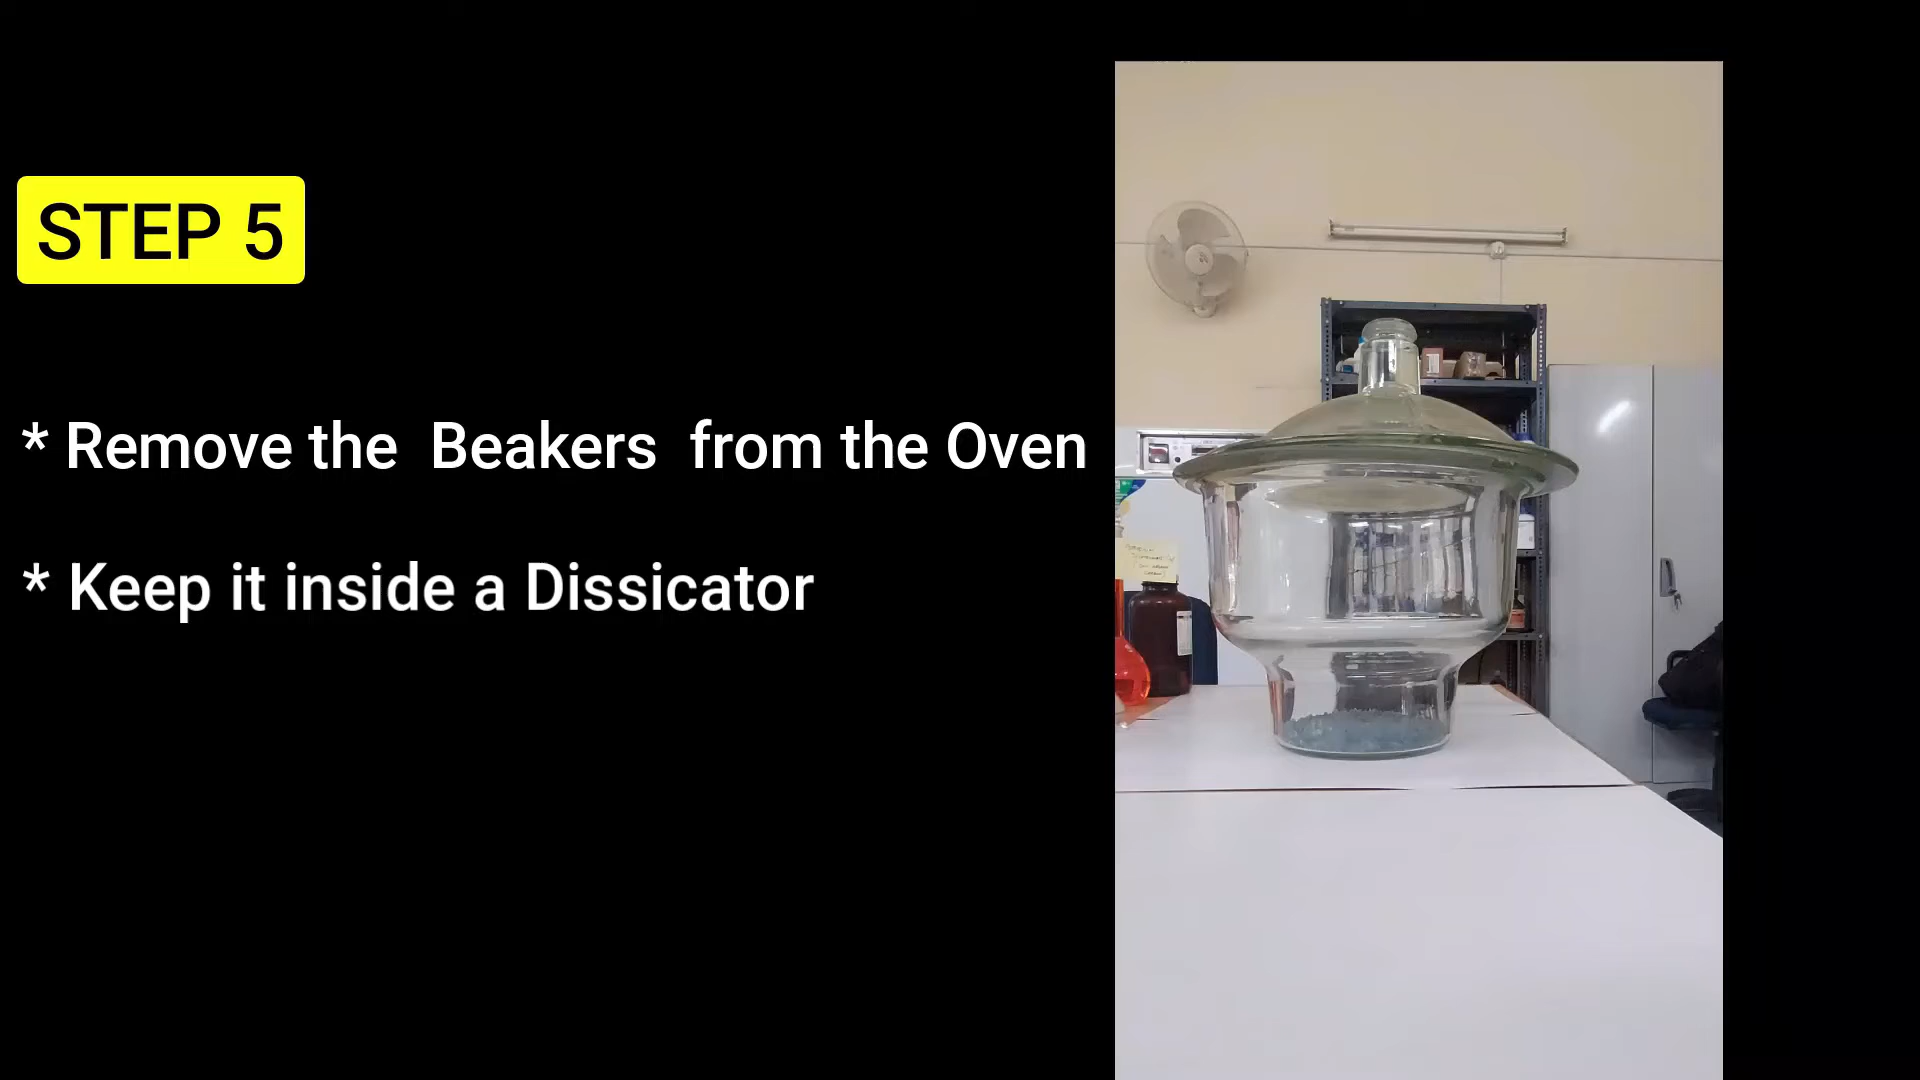 STEP 5
* Remove the Beakers from the Oven
* Keep it inside a Dissicator